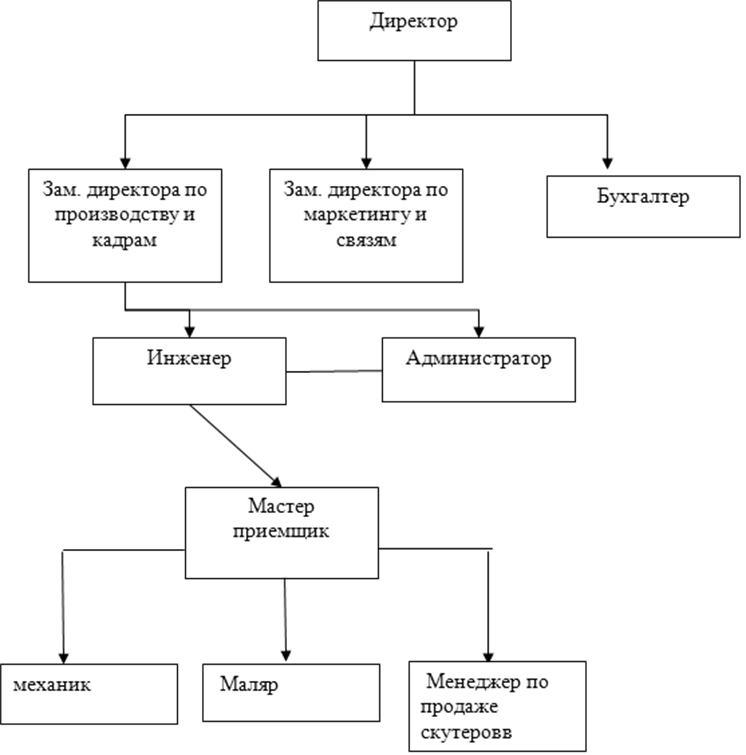 Директор
Зам. директора по
производству и
кадрам
Зам. директора по
маркетингу и
связям
Бухгалтер
Инженер
Администратор
Мастер
приемщик
механик
Маляр
Менеджер по
продаже
скутеровв